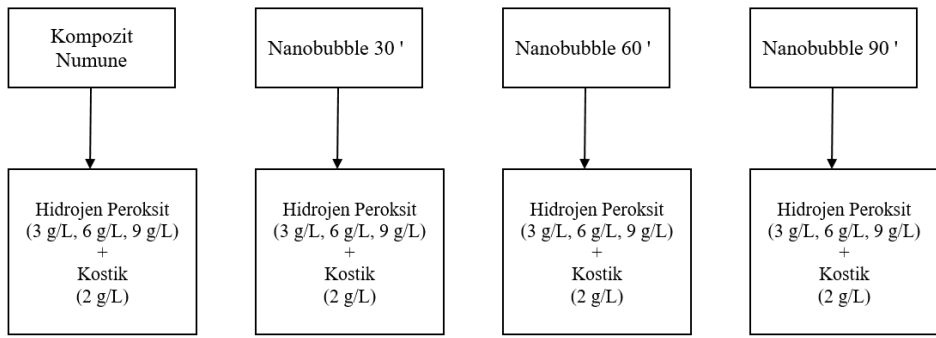 Kompozit
Numune
Nanobubble 30 '
Nanobubble 60 '
Nanobubble 90 '
Hidrojen Peroksit
(3 g/L, 6 g/L, 9 g/L)
+
Kostik
(2 g/L)
Hidrojen Peroksit
(3 g/L, 6 g/L, 9 g/L)
+
Kostik
(2 g/L)
Hidrojen Peroksit
(3 g/L, 6 g/L, 9 g/L)
+
Kostik
(2 g/L)
Hidrojen Peroksit
(3 g/L, 6 g/L, 9 g/L)
+
Kostik
(2 g/L)